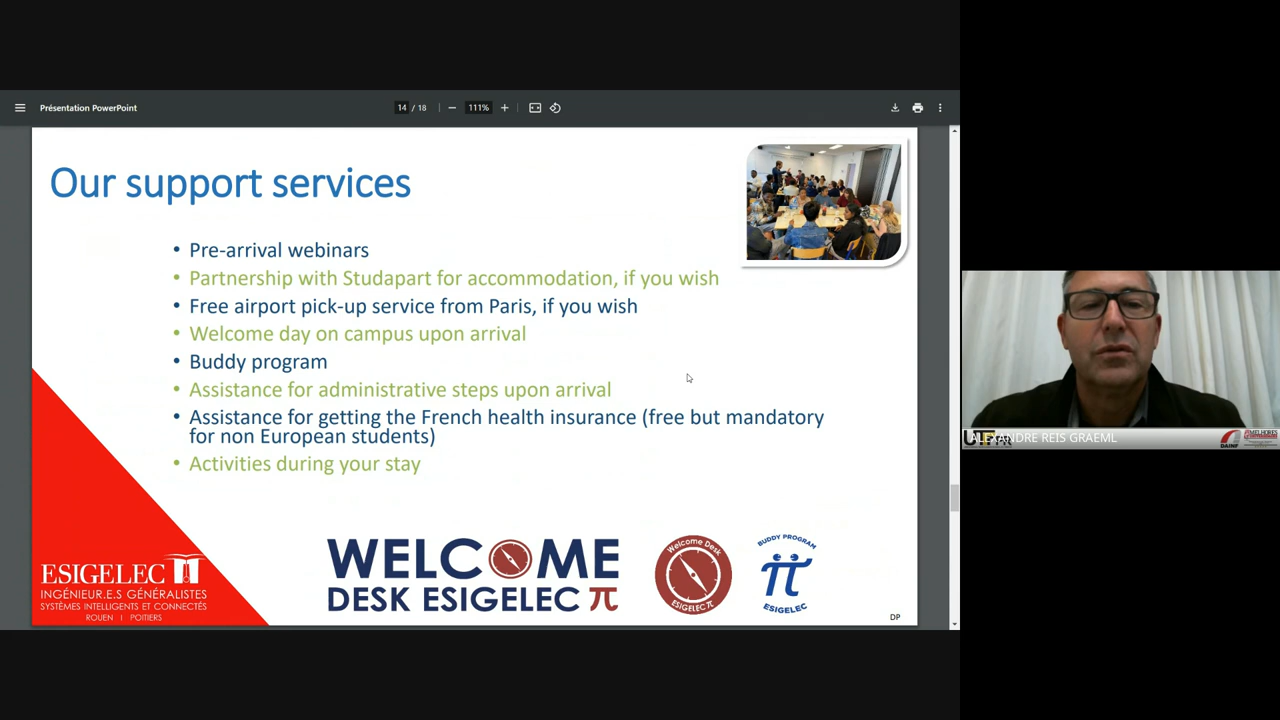 Présentation PowerPoint
14 / 18
111%
Our support services
• Pre-arrival webinars
• Partnership with Studapart for accommodation, if you wish
• Free airport pick-up service from Paris, if you wish
• Welcome day on campus upon arrival
• Buddy program
• Assistance for administrative steps upon arrival
• Assistance for getting the French health insurance (free but mandatory
for non European students)
• Activities during your stay
ESIGELEC
INGÉNIEUR.E.S GÉNÉRALISTES
SYSTÈMES INTELLIGENTS ET CONNECTÉS
ROUEN | POITIERS
WELCOME
DESK ESIGELEC π
Welcome Desk
ESIGELEC π
BUDDY PROGRAM
ESIGELEC
DP
ALEXANDRE REIS GRAEML
DAINF
MELHORES